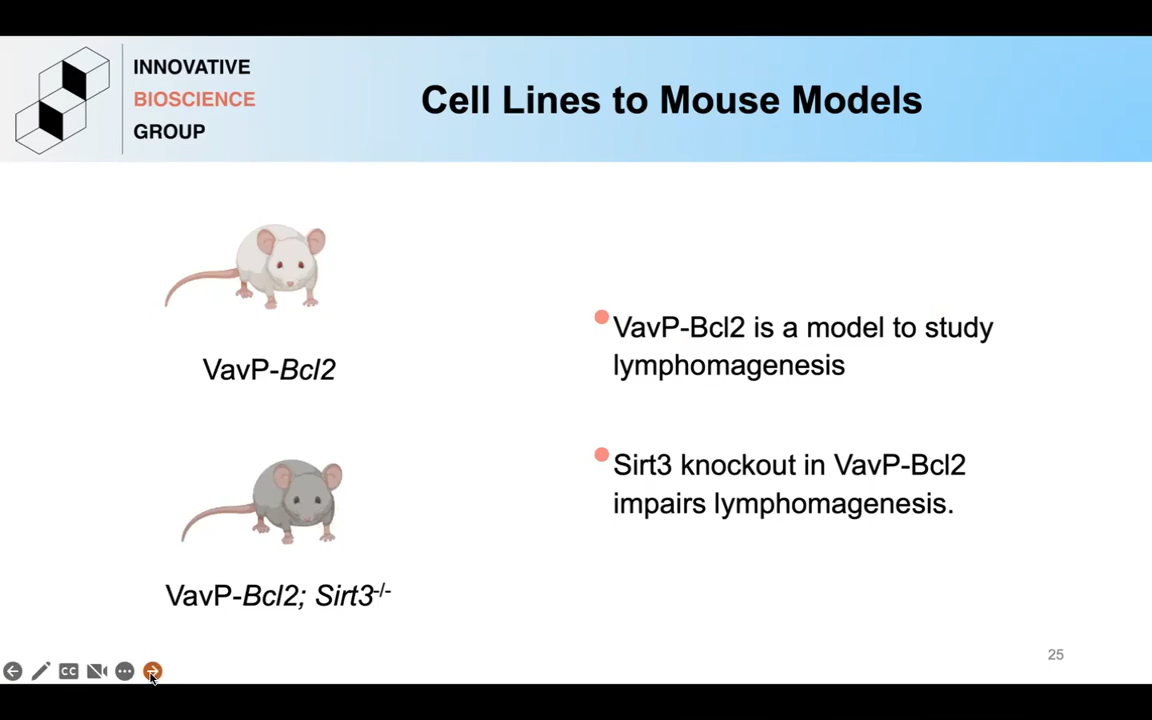 INNOVATIVE
BIOSCIENCE
GROUP
Cell Lines to Mouse Models
VavP-Bcl2
VavP-Bcl2; Sirt3-/-
VavP-Bcl2 is a model to study
lymphomagenesis
Sirt3 knockout in VavP-Bcl2
impairs lymphomagenesis.
25
CC